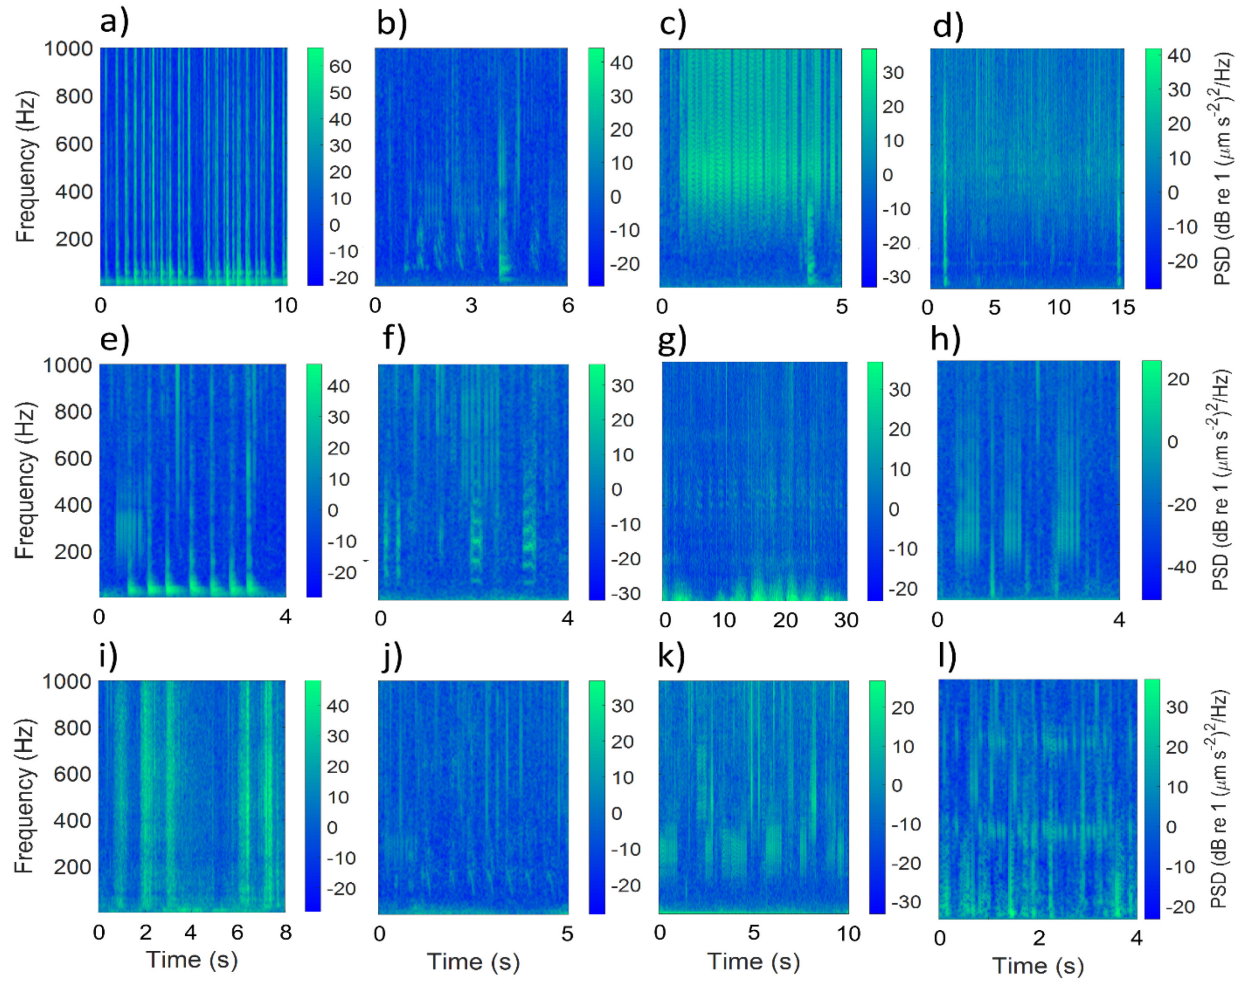 a) b) c) d)
1000 800 600 400 200
Frequency (Hz)
60 50 40 30 20 10 0 -10 -20
40 30 20 10 0 -10 -20
30 20 10 0 -10 -20 -30
40 30 20 10 0 -10 -20
PSD (dB re 1 (μm s⁻²)²/Hz)
0 10 0 3 6 0 5 0 5 10 15
e) f) g) h)
1000 800 600 400 200
Frequency (Hz)
40 30 20 10 0 -10 -20
30 20 10 0 -10 -20 -30
30 20 10 0 -10 -20
20 0 -20 -40
PSD (dB re 1 (μm s⁻²)²/Hz)
0 4 0 4 0 10 20 30 0 4
i) j) k) l)
1000 800 600 400 200
Frequency (Hz)
40 30 20 10 0 -10 -20
30 20 10 0 -10 -20
20 10 0 -10 -20 -30
30 20 10 0 -10 -20
PSD (dB re 1 (μm s⁻²)²/Hz)
0 2 4 6 8 0 5 0 5 10 0 2 4
Time (s) Time (s) Time (s) Time (s)